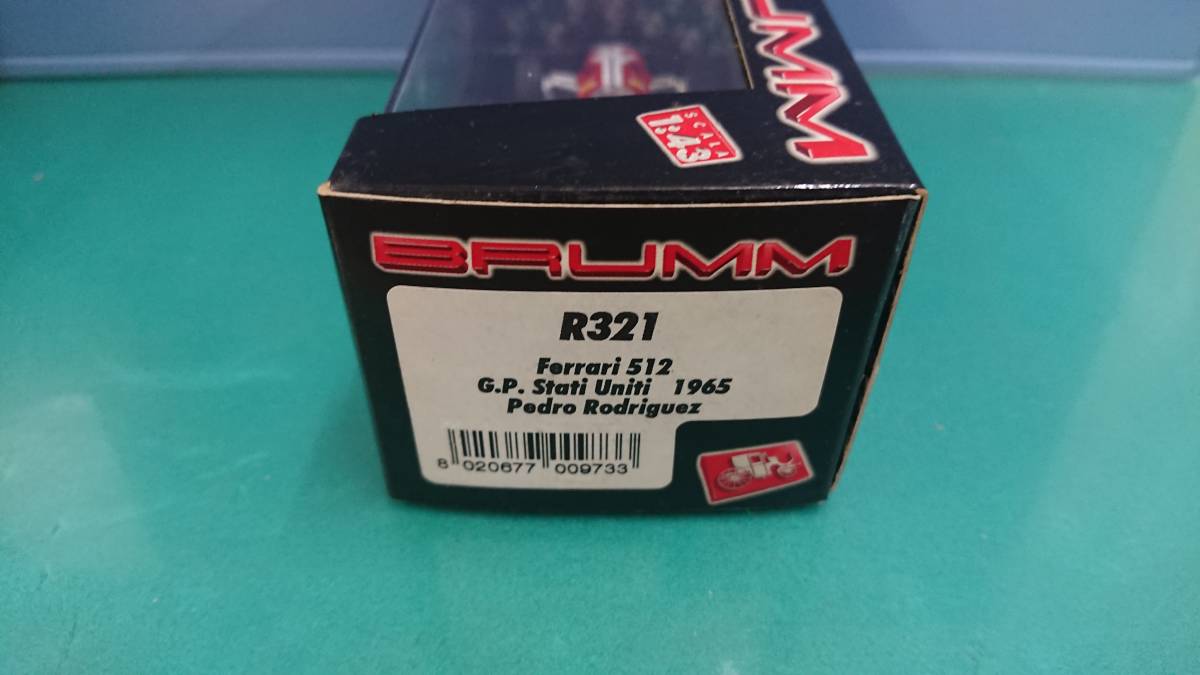 SCALA
1:43
BRUMM
R321
Ferrari 512
G.P. Stati Uniti 1965
Pedro Rodriguez
8 020677 009733